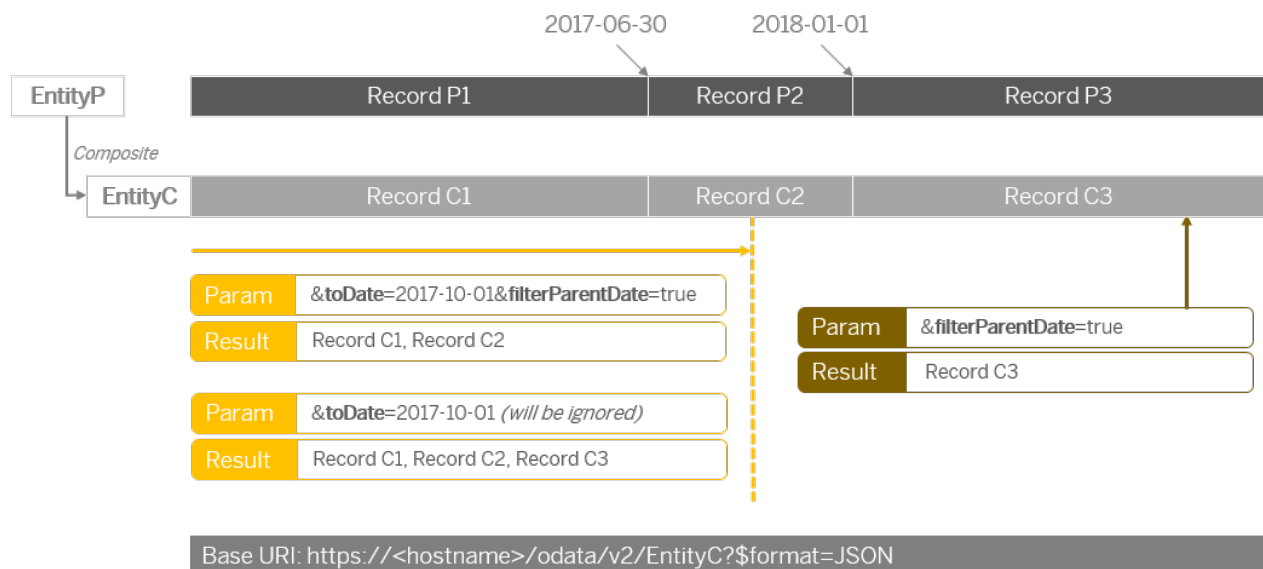 2017-06-30 2018-01-01
EntityP Record P1 Record P2 Record P3
Composite
EntityC Record C1 Record C2 Record C3
Param &toDate=2017-10-01&filterParentDate=true
Result Record C1, Record C2
Param &filterParentDate=true
Result Record C3
Param &toDate=2017-10-01 (will be ignored)
Result Record C1, Record C2, Record C3
Base URI: https://<hostname>/odata/v2/EntityC?$format=JSON